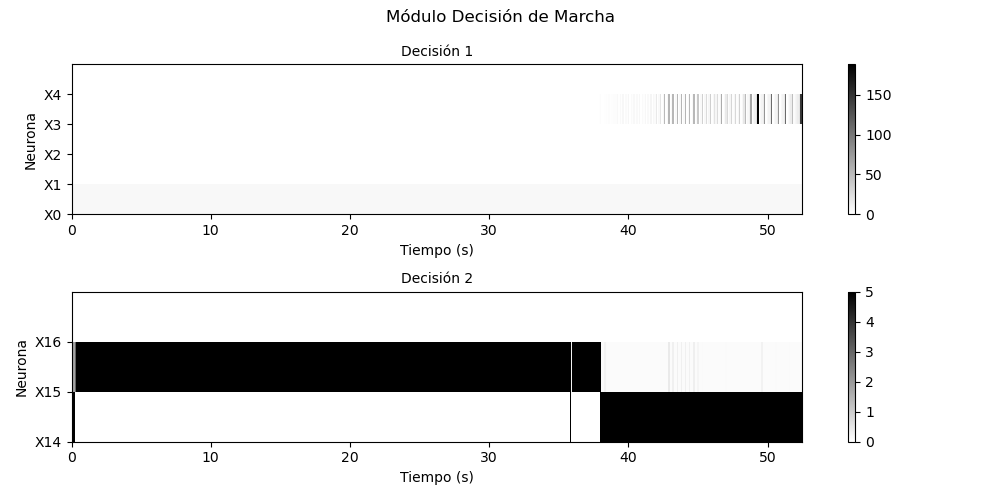 Módulo Decisión de Marcha
Decisión 1
Neurona
X4
X3
X2
X1
X0
0 10 20 30 40 50
Tiempo (s)
150
100
50
0
Decisión 2
Neurona
X16
X15
X14
0 10 20 30 40 50
Tiempo (s)
5
4
3
2
1
0